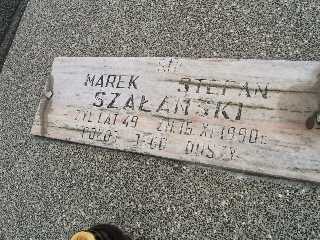 Ś.P.
MAREK STEFAN
SZAŁAŃSKI
ŻYŁ LAT 49 ZM. 15 XI 1990 r.
POKÓJ JEGO DUSZY